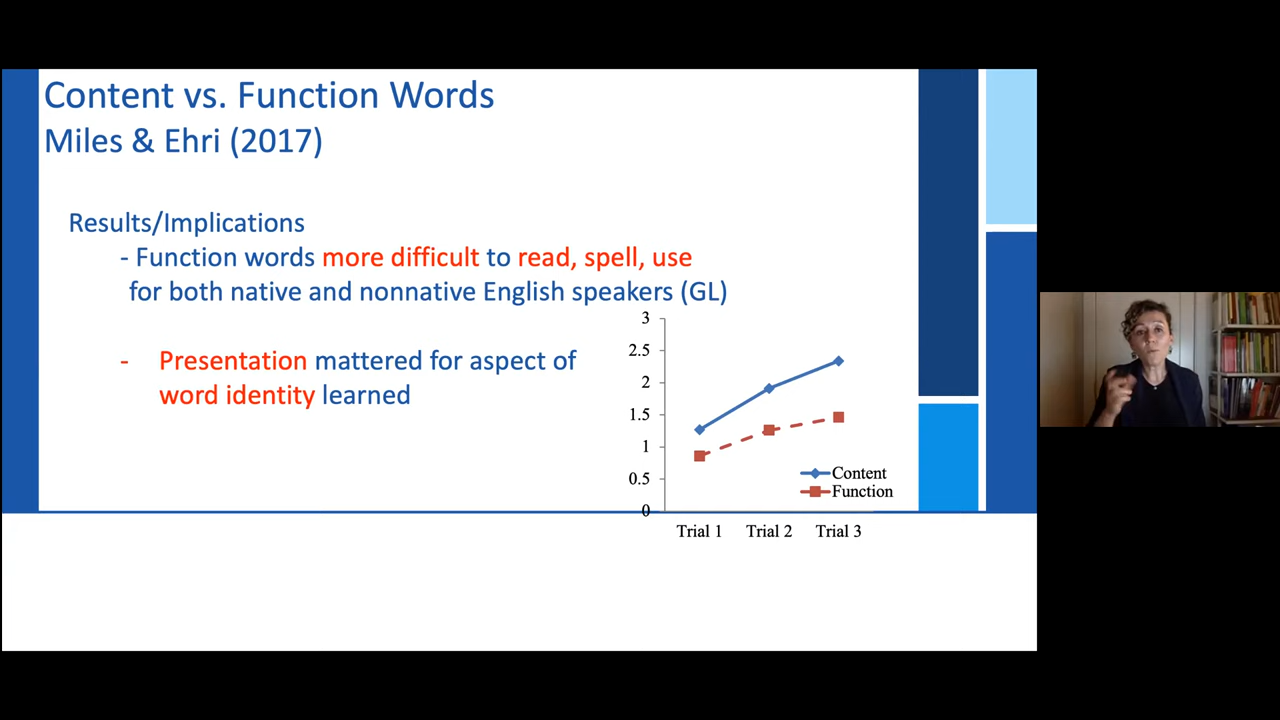 Content vs. Function Words
Miles & Ehri (2017)
Results/Implications
- Function words more difficult to read, spell, use
for both native and nonnative English speakers (GL)
- Presentation mattered for aspect of
word identity learned
3
2.5
2
1.5
1
0.5
0
Content
Function
Trial 1 Trial 2 Trial 3